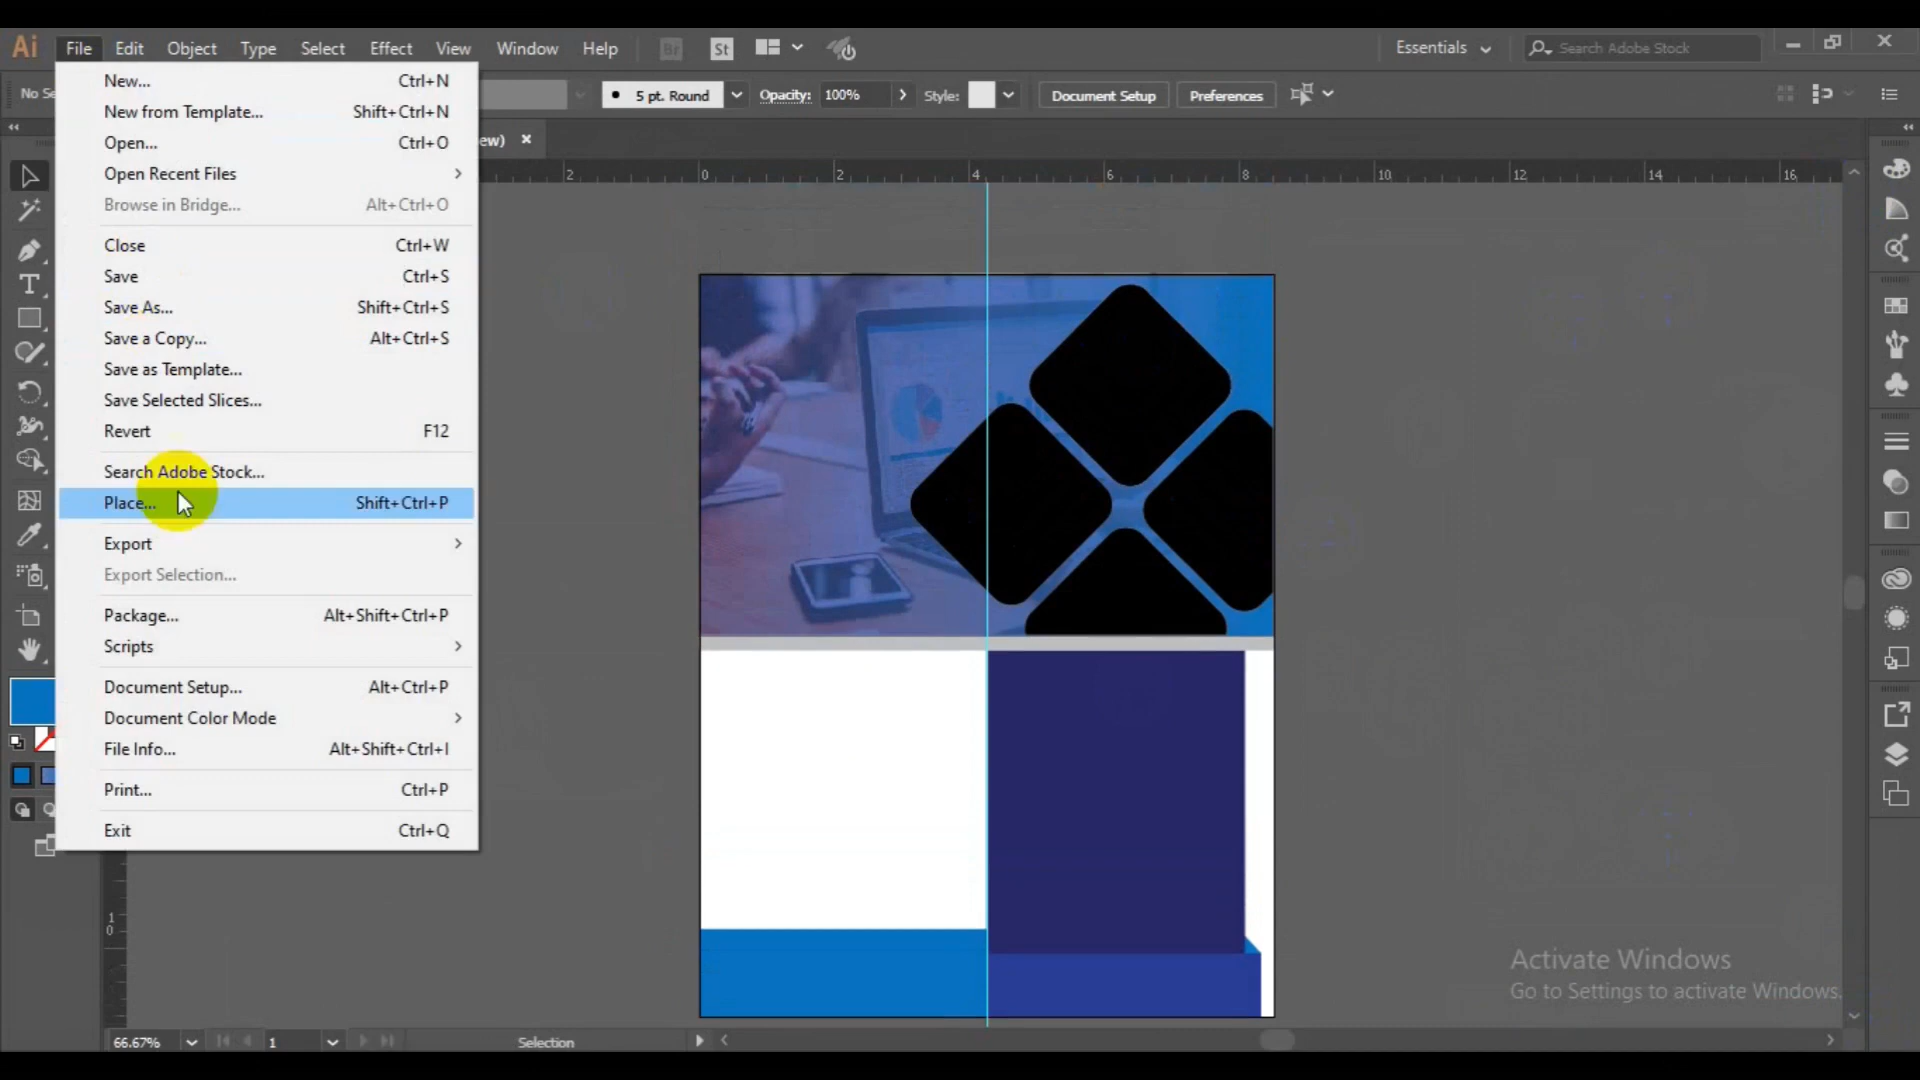 Ai File Edit Object Type Select Effect View Window Help Br St Essentials Search Adobe Stock
No Se 5 pt. Round Opacity: 100% Style: Document Setup Preferences
ew) ×
2 0 2 4 6 8 10 12 14 16
New... Ctrl+N
New from Template... Shift+Ctrl+N
Open... Ctrl+O
Open Recent Files
Browse in Bridge... Alt+Ctrl+O
Close Ctrl+W
Save Ctrl+S
Save As... Shift+Ctrl+S
Save a Copy... Alt+Ctrl+S
Save as Template...
Save Selected Slices...
Revert F12
Search Adobe Stock...
Place... Shift+Ctrl+P
Export
Export Selection...
Package... Alt+Shift+Ctrl+P
Scripts
Document Setup... Alt+Ctrl+P
Document Color Mode
File Info... Alt+Shift+Ctrl+I
Print... Ctrl+P
Exit Ctrl+Q
10
Activate Windows
Go to Settings to activate Windows.
66.67% 1 Selection